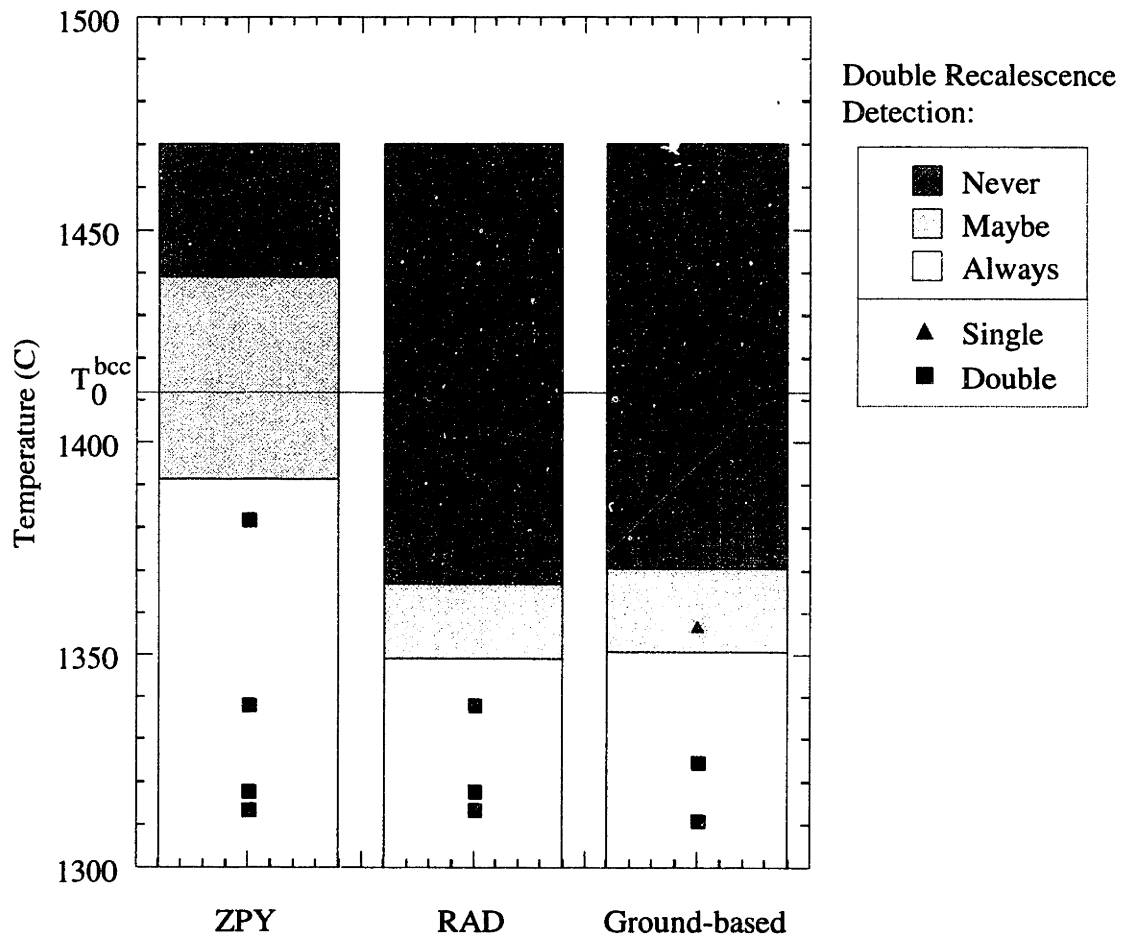 1500
1450
T0bcc
1400
1350
1300
Temperature (C)
ZPY
RAD
Ground-based
Double Recalescence
Detection:
Never
Maybe
Always
Single
Double